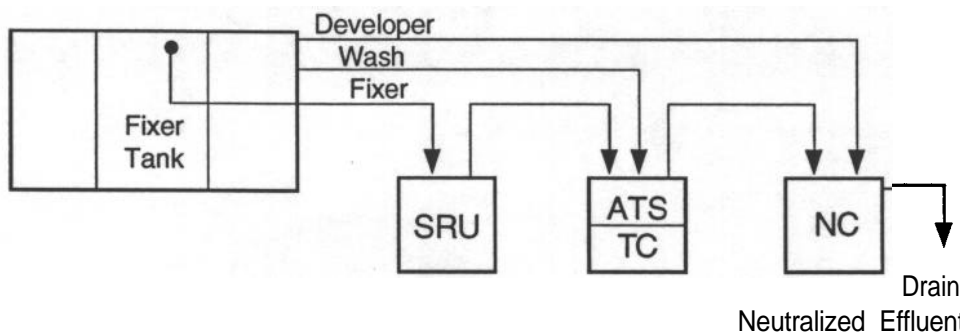 Developer
Wash
Fixer
Fixer
Tank
SRU
ATS
TC
NC
Drain
Neutralized Effluent